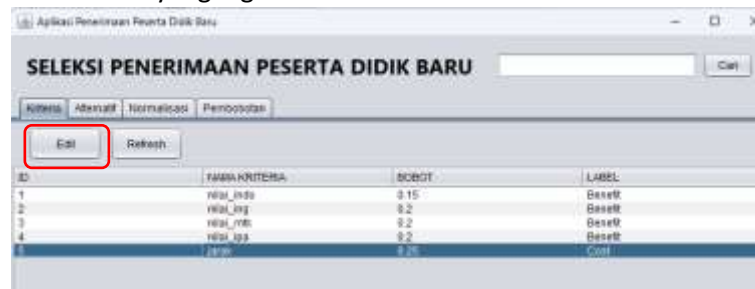 Aplikasi Penerimaan Peserta Didik Baru
SELEKSI PENERIMAAN PESERTA DIDIK BARU
Cari
Kriteria Alternatif Normalisasi Pembobotan
Edit Refresh
ID NAMA KRITERIA BOBOT LABEL
1 nilai_indo 0.15 Benefit
2 nilai_ing 0.2 Benefit
3 nilai_mtk 0.2 Benefit
4 nilai_ipa 0.2 Benefit
5 jarak 0.25 Cost